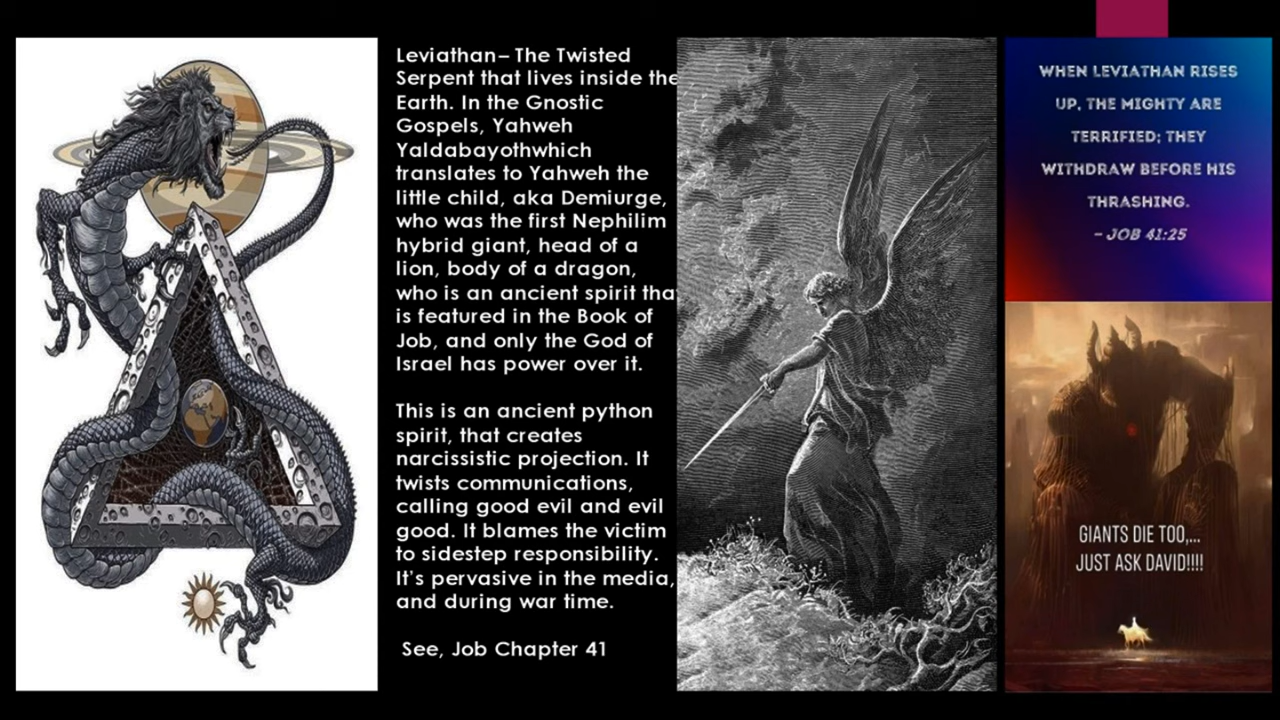 Leviathan– The Twisted
Serpent that lives inside the
Earth. In the Gnostic
Gospels, Yahweh
Yaldabayothwhich
translates to Yahweh the
little child, aka Demiurge,
who was the first Nephilim
hybrid giant, head of a
lion, body of a dragon,
who is an ancient spirit that
is featured in the Book of
Job, and only the God of
Israel has power over it.
This is an ancient python
spirit, that creates
narcissistic projection. It
twists communications,
calling good evil and evil
good. It blames the victim
to sidestep responsibility.
It's pervasive in the media,
and during war time.
See, Job Chapter 41
WHEN LEVIATHAN RISES
UP, THE MIGHTY ARE
TERRIFIED; THEY
WITHDRAW BEFORE HIS
THRASHING.
– JOB 41:25
GIANTS DIE TOO,...
JUST ASK DAVID!!!!